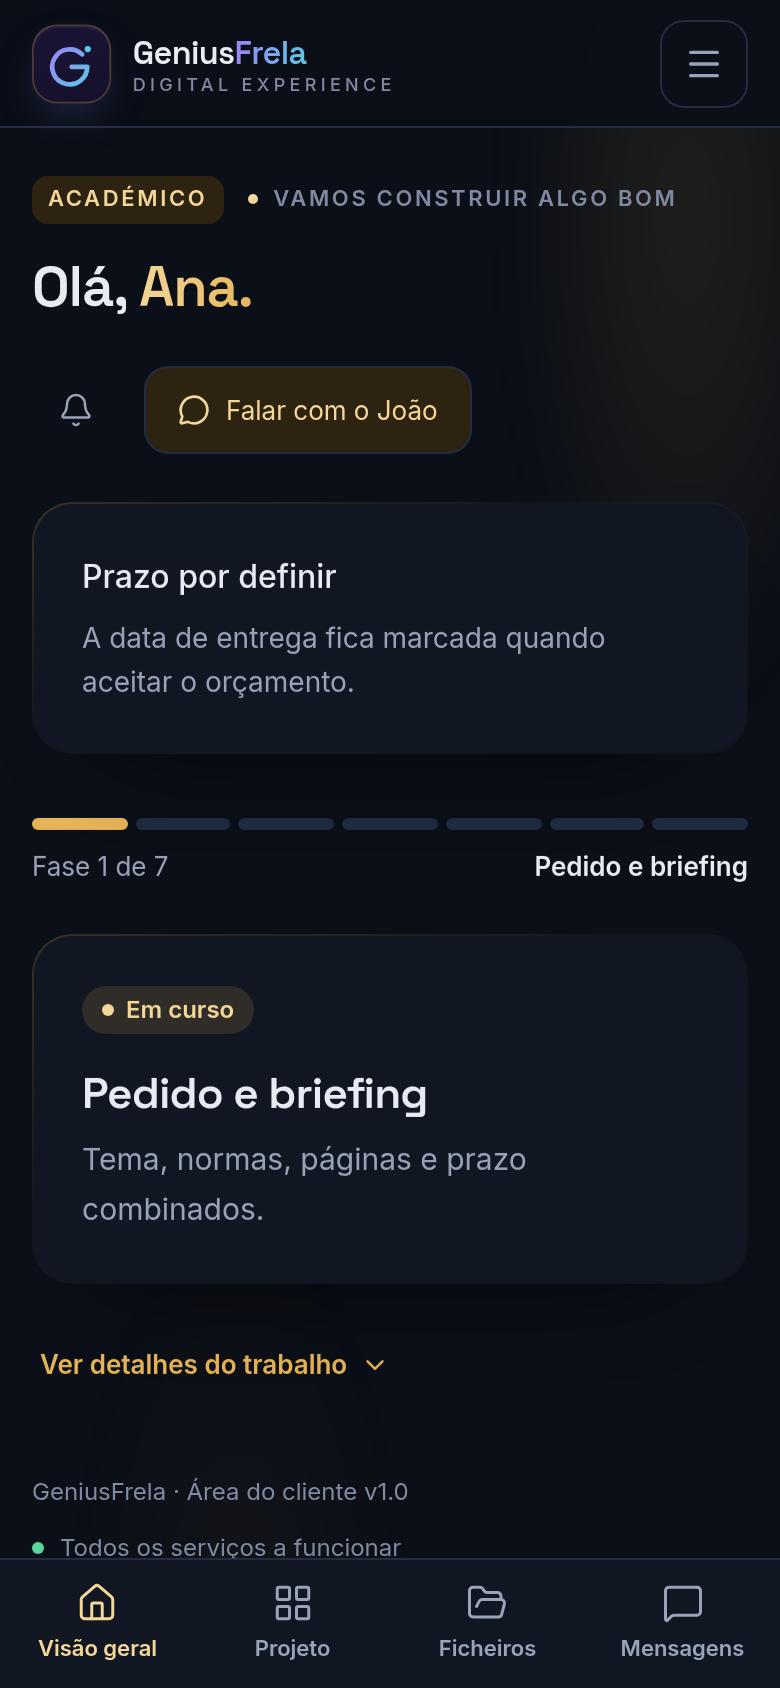 GeniusFrela
DIGITAL EXPERIENCE
ACADÉMICO
VAMOS CONSTRUIR ALGO BOM
Olá, Ana.
Falar com o João
Prazo por definir
A data de entrega fica marcada quando
aceitar o orçamento.
Fase 1 de 7
Pedido e briefing
Em curso
Pedido e briefing
Tema, normas, páginas e prazo
combinados.
Ver detalhes do trabalho
GeniusFrela · Área do cliente v1.0
Todos os serviços a funcionar
Visão geral
Projeto
Ficheiros
Mensagens